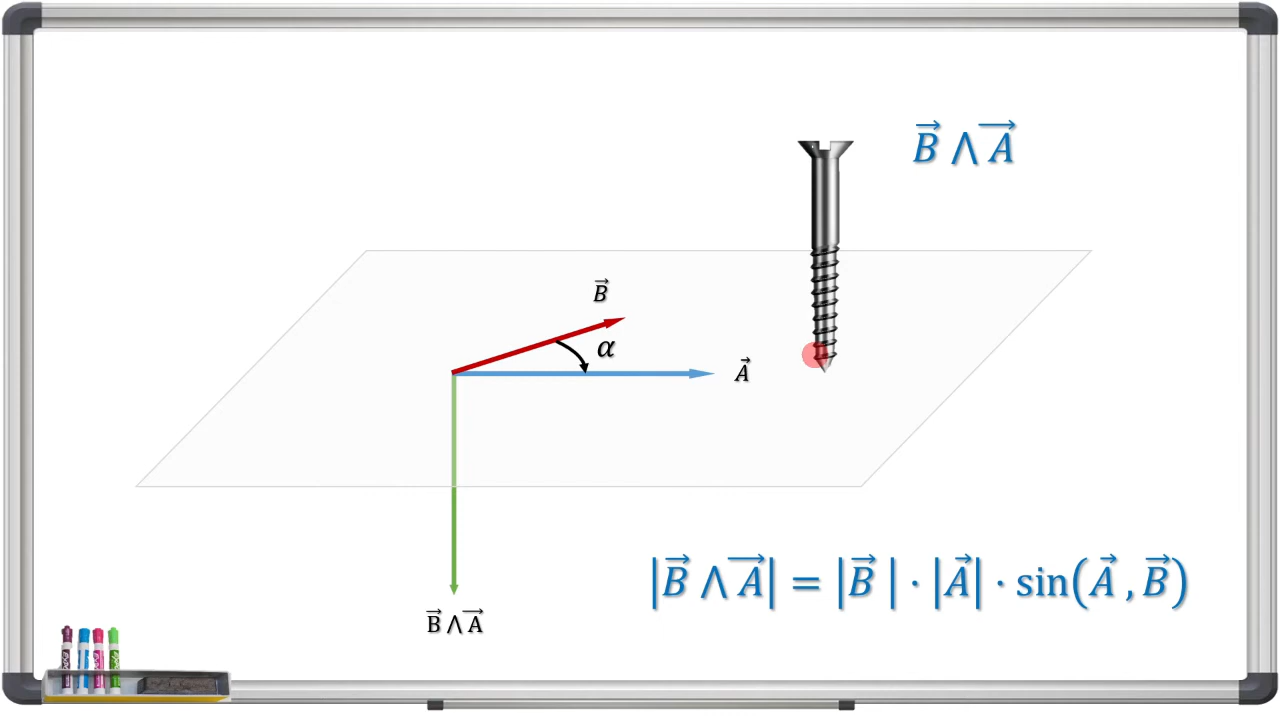 B⃗ ∧ A⃗
B⃗
α
A⃗
|B⃗ ∧ A⃗| = |B⃗| · |A⃗| · sin(A⃗ , B⃗)
B⃗ ∧ A⃗